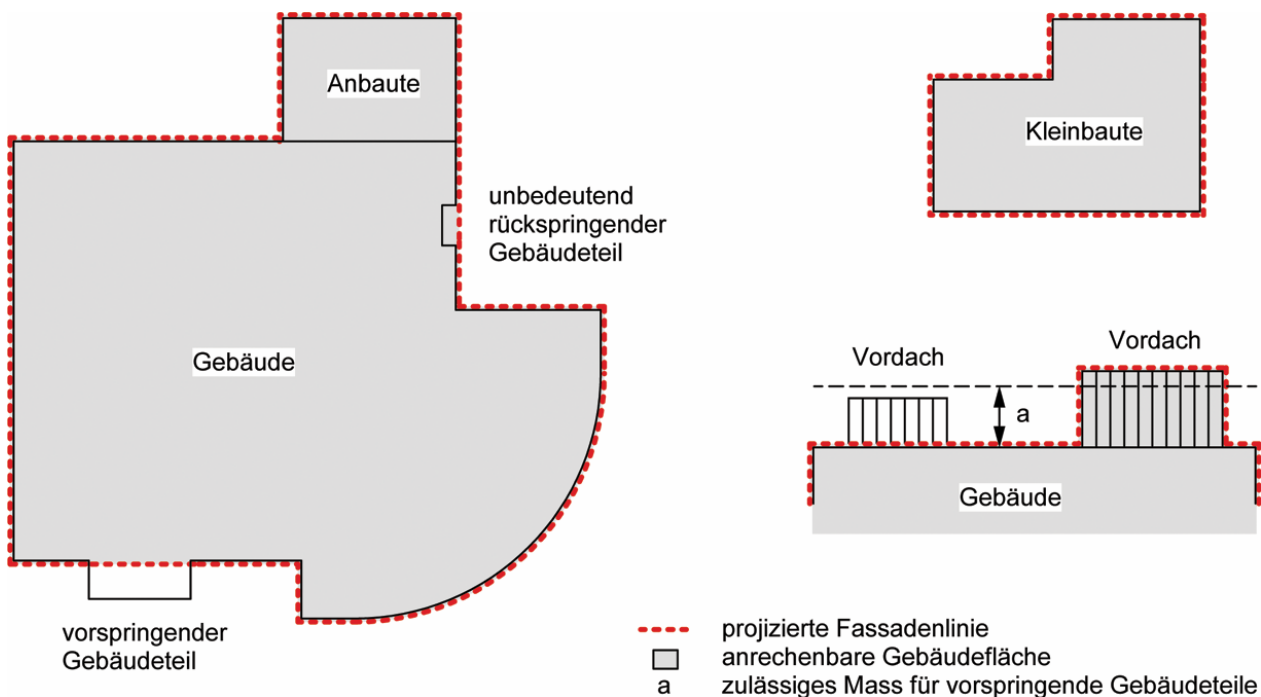 Anbaute
unbedeutend
rückspringender
Gebäudeteil
Gebäude
vorspringender
Gebäudeteil
Kleinbaute
Vordach
Vordach
a
Gebäude
projizierte Fassadenlinie
anrechenbare Gebäudefläche
a zulässiges Mass für vorspringende Gebäudeteile